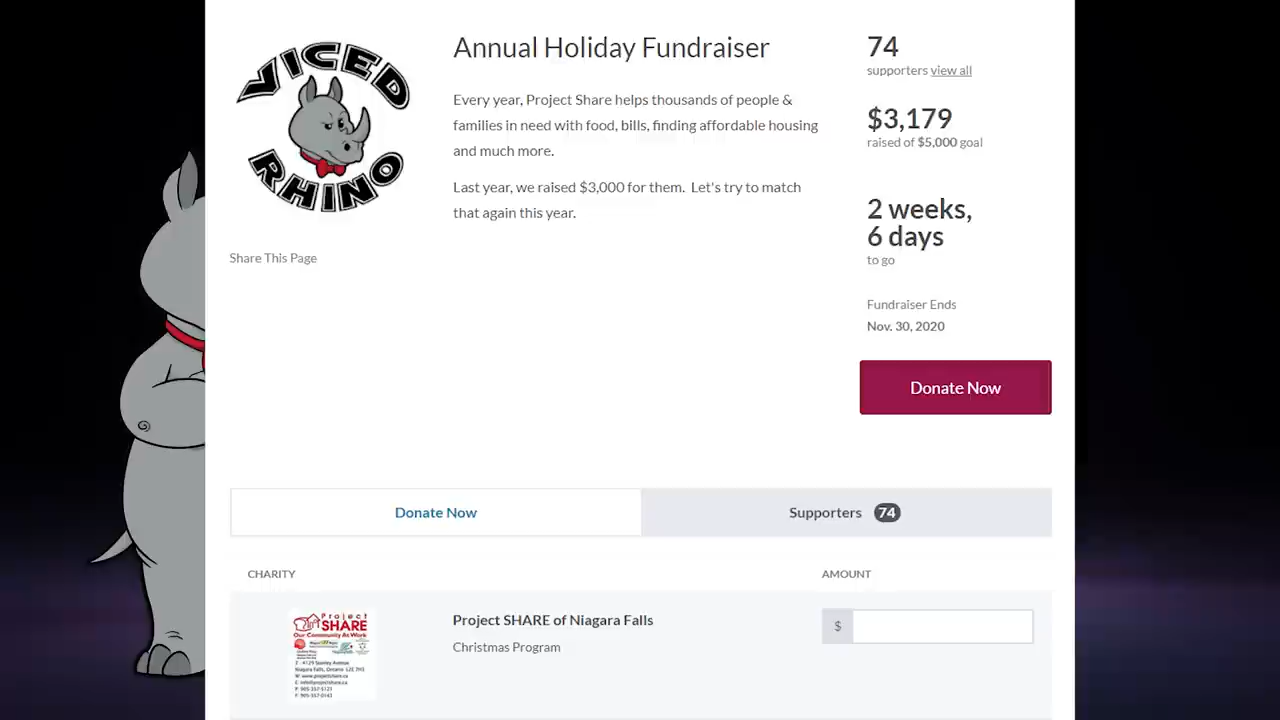 VICED
RHINO
Share This Page
Annual Holiday Fundraiser
Every year, Project Share helps thousands of people &
families in need with food, bills, finding affordable housing
and much more.
Last year, we raised $3,000 for them.  Let's try to match
that again this year.
74
supporters view all
$3,179
raised of $5,000 goal
2 weeks,
6 days
to go
Fundraiser Ends
Nov. 30, 2020
Donate Now
Donate Now
Supporters 74
CHARITY
AMOUNT
Project
SHARE
Our Community At Work
Project SHARE of Niagara Falls
Christmas Program
$